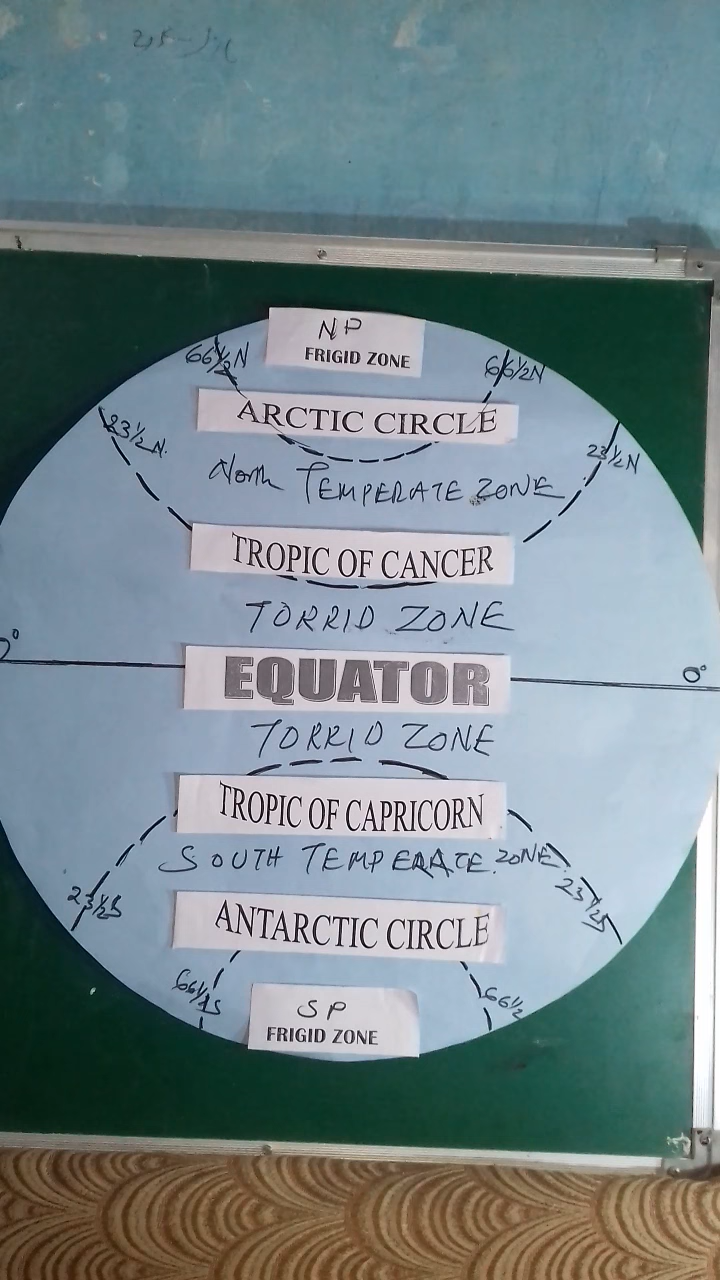 NP
FRIGID ZONE
66½N 66½N
ARCTIC CIRCLE
23½N. 23½N
North TEMPERATE ZONE
TROPIC OF CANCER
TORRID ZONE
0° EQUATOR 0°
TORRID ZONE
TROPIC OF CAPRICORN
SOUTH TEMPERATE ZONE.
23½S 23½S
ANTARCTIC CIRCLE
66½S 66½
SP
FRIGID ZONE